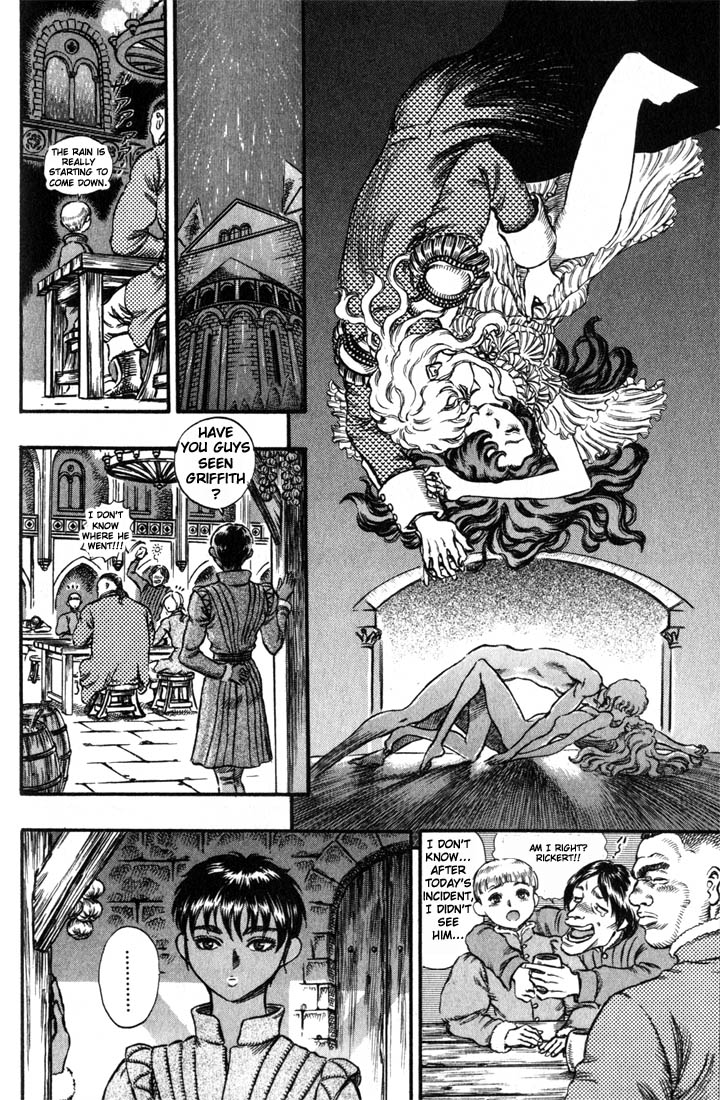 THE RAIN IS
REALLY
STARTING TO
COME DOWN.
HAVE
YOU GUYS
SEEN
GRIFFITH
?
I DON'T
KNOW
WHERE HE
WENT!!!
.........
I DON'T
KNOW...
AFTER
TODAY'S
INCIDENT,
I DIDN'T
SEE
HIM...
AM I RIGHT?
RICKERT!!